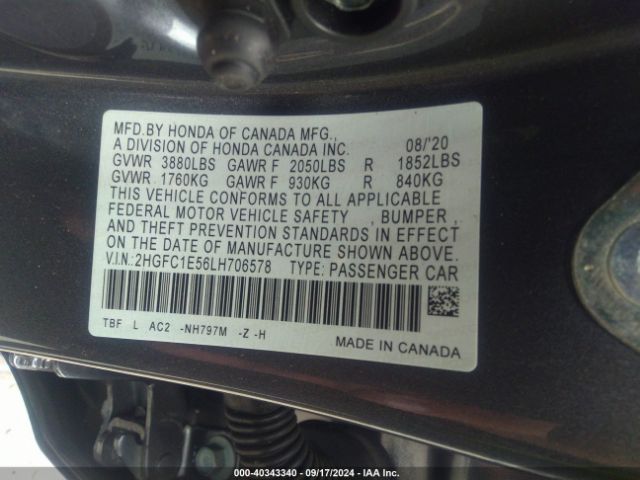 MFD.BY HONDA OF CANADA MFG., 08/'20
A DIVISION OF HONDA CANADA INC.
GVWR 3880LBS GAWR F 2050LBS R 1852LBS
GVWR 1760KG GAWR F 930KG R 840KG
THIS VEHICLE CONFORMS TO ALL APPLICABLE
FEDERAL MOTOR VEHICLE SAFETY , BUMPER ,
AND THEFT PREVENTION STANDARDS IN EFFECT
ON THE DATE OF MANUFACTURE SHOWN ABOVE.
V.I.N.:2HGFC1E56LH706578 TYPE: PASSENGER CAR
TBF L AC2 -NH797M -Z -H
MADE IN CANADA
000-40343340 - 09/17/2024 - IAA Inc.